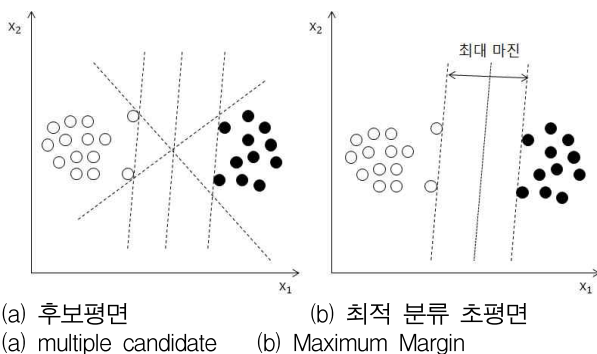 x2
x1
(a) 후보평면
x2
최대 마진
x1
(b) 최적 분류 초평면
(a) multiple candidate (b) Maximum Margin